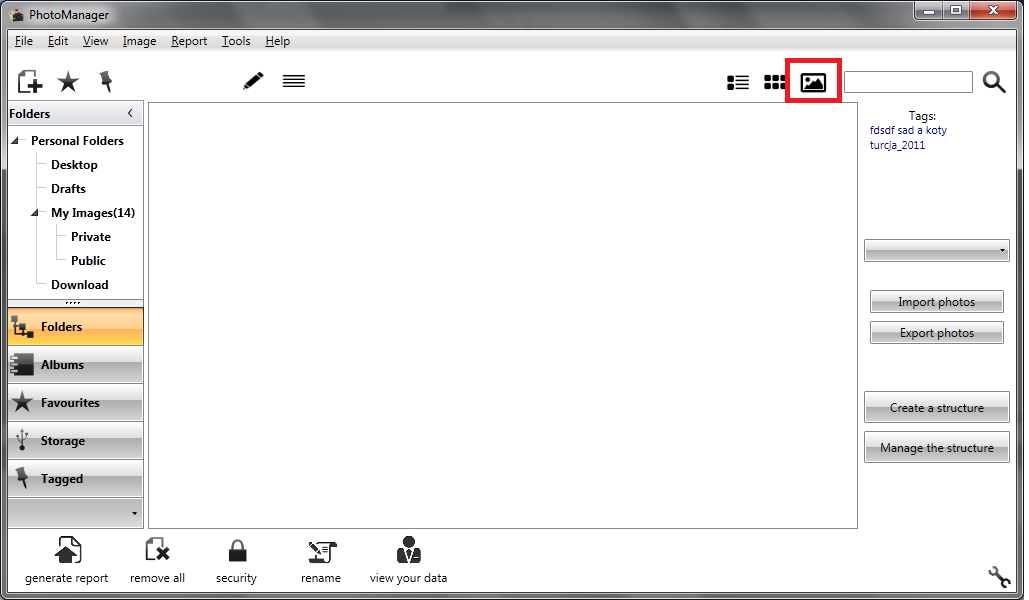 PhotoManager
File Edit View Image Report Tools Help
Folders
Personal Folders
Desktop
Drafts
My Images(14)
Private
Public
Download
Folders
Albums
Favourites
Storage
Tagged
Tags:
fdsdf sad a koty
turcja_2011
Import photos
Export photos
Create a structure
Manage the structure
generate report remove all security rename view your data